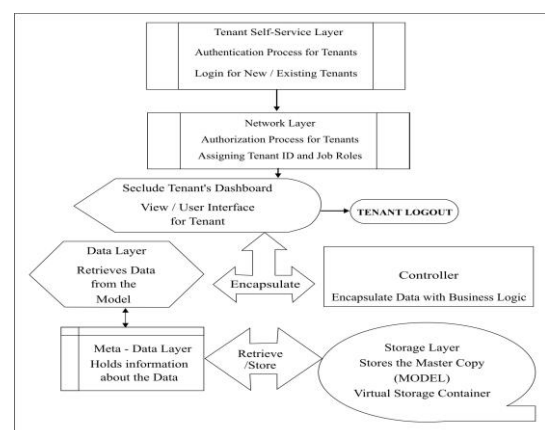 Tenant Self-Service Layer
Authentication Process for Tenants
Login for New / Existing Tenants
Network Layer
Authorization Process for Tenants
Assigning Tenant ID and Job Roles
Seclude Tenant's Dashboard
View / User Interface
for Tenant
TENANT LOGOUT
Data Layer
Retrieves Data
from the
Model
Encapsulate
Controller
Encapsulate Data with Business Logic
Meta - Data Layer
Holds information
about the Data
Retrieve
/Store
Storage Layer
Stores the Master Copy
(MODEL)
Virtual Storage Container